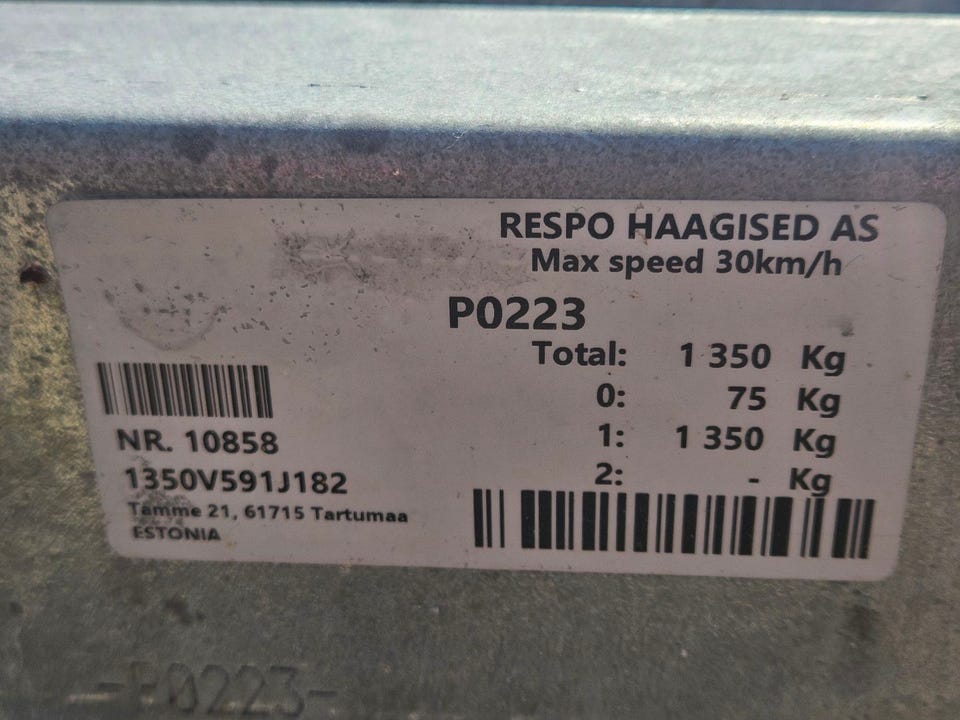 RESPO HAAGISED AS
Max speed 30km/h
P0223
Total: 1 350 Kg
0: 75 Kg
1: 1 350 Kg
2: - Kg
NR. 10858
1350V591J182
Tamme 21, 61715 Tartumaa
ESTONIA
-P0223-